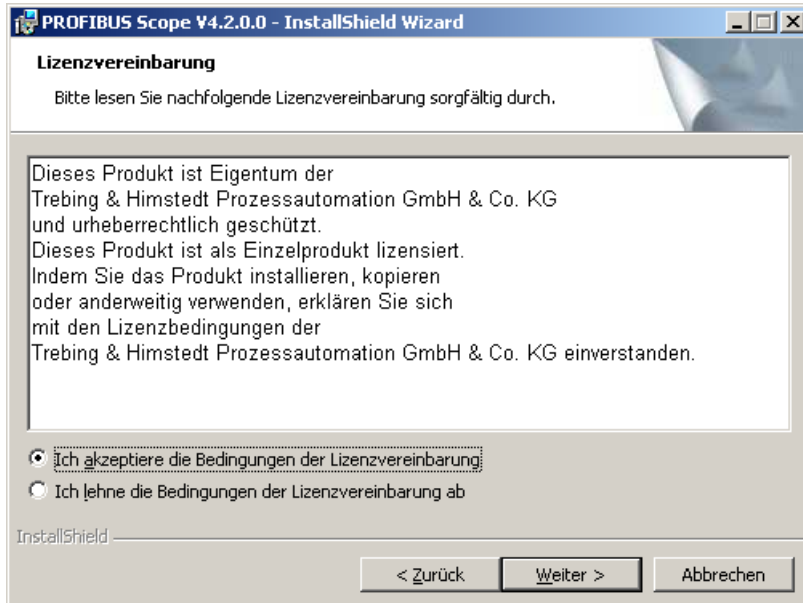 PROFIBUS Scope V4.2.0.0 - InstallShield Wizard
Lizenzvereinbarung
Bitte lesen Sie nachfolgende Lizenzvereinbarung sorgfältig durch.
Dieses Produkt ist Eigentum der
Trebing & Himstedt Prozessautomation GmbH & Co. KG
und urheberrechtlich geschützt.
Dieses Produkt ist als Einzelprodukt lizensiert.
Indem Sie das Produkt installieren, kopieren
oder anderweitig verwenden, erklären Sie sich
mit den Lizenzbedingungen der
Trebing & Himstedt Prozessautomation GmbH & Co. KG einverstanden.
Ich akzeptiere die Bedingungen der Lizenzvereinbarung
Ich lehne die Bedingungen der Lizenzvereinbarung ab
InstallShield
< Zurück
Weiter >
Abbrechen